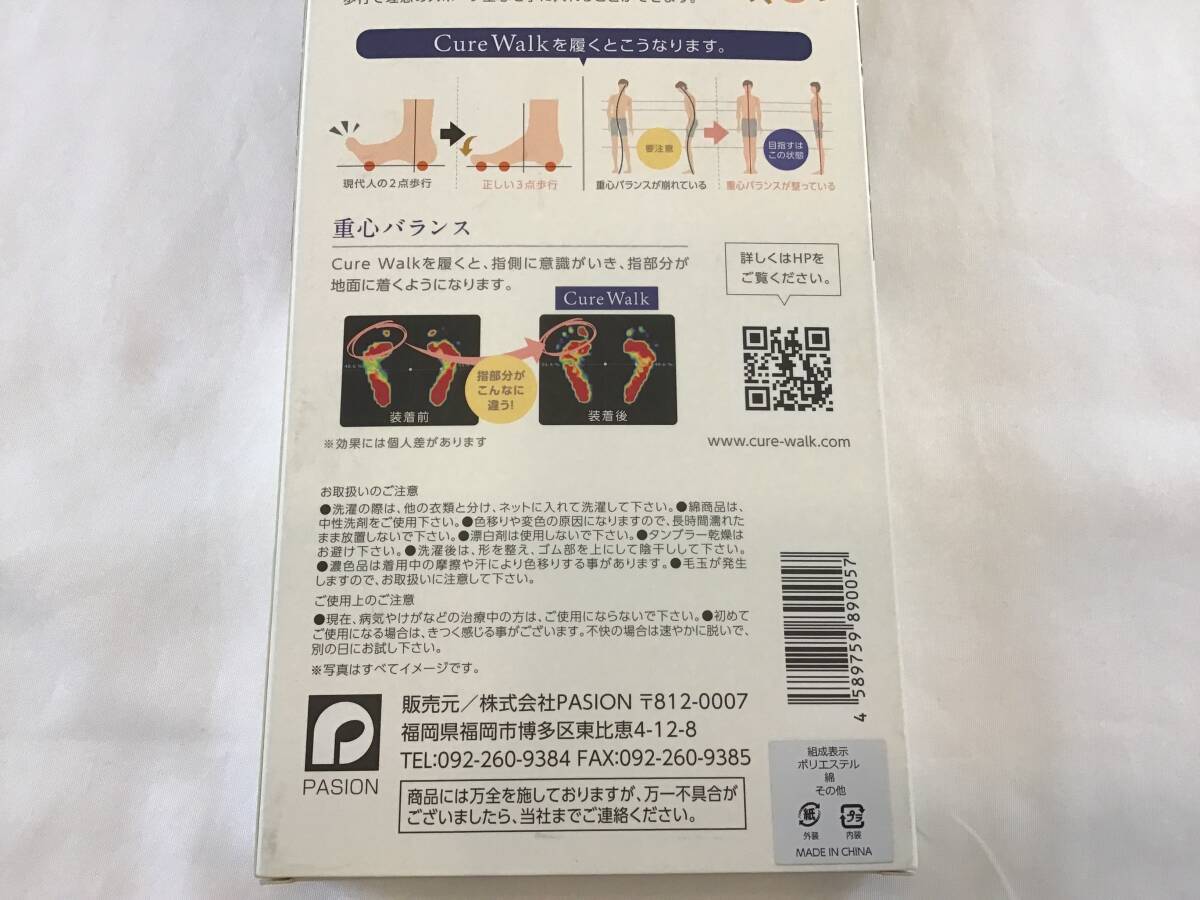 Cure Walkを履くとこうなります。
要注意
目指すは
この状態
現代人の2点歩行
正しい3点歩行
重心バランスが崩れている
重心バランスが整っている
重心バランス
Cure Walkを履くと、指側に意識がいき、指部分が
地面に着くようになります。
詳しくはHPを
ご覧ください。
Cure Walk
指部分が
こんなに
違う!
装着前
装着後
※効果には個人差があります
www.cure-walk.com
お取扱いのご注意
●洗濯の際は、他の衣類と分け、ネットに入れて洗濯して下さい。●綿商品は、
中性洗剤をご使用下さい。●色移りや変色の原因になりますので、長時間濡れた
まま放置しないで下さい。●漂白剤は使用しないで下さい。●タンブラー乾燥は
お避け下さい。●洗濯後は、形を整え、ゴム部を上にして陰干しして下さい。
●濃色品は着用中の摩擦や汗により色移りする事があります。●毛玉が発生
しますので、お取扱いに注意して下さい。
ご使用上のご注意
●現在、病気やけがなどの治療中の方は、ご使用にならないで下さい。●初めて
ご使用になる場合は、きつく感じる事がございます。不快の場合は速やかに脱いで、
別の日にお試し下さい。
※写真はすべてイメージです。
4 589759 890057
PASION
販売元／株式会社PASION 〒812-0007
福岡県福岡市博多区東比恵4-12-8
TEL:092-260-9384 FAX:092-260-9385
商品には万全を施しておりますが、万一不具合が
ございましたら、当社までご連絡ください。
組成表示
ポリエステル
綿
その他
紙
外装
プラ
内装
MADE IN CHINA